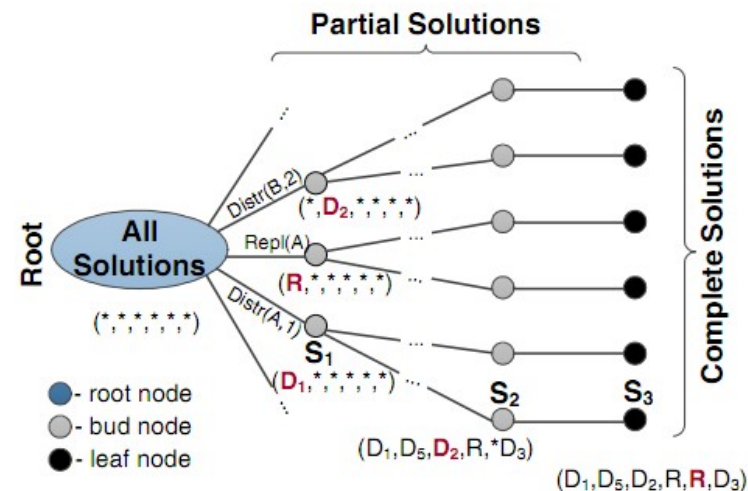 Partial Solutions
...
Distr(B,2)
...
...
(*,D₂,*,*,*,*)
Root
All
Solutions
Repl(A)
...
(R,*,*,*,*,*)
...
(*,*,*,*,*,*)
Distr(A,1)
...
S₁
(D₁,*,*,*,*,*)
...
...
S₂
S₃
Complete Solutions
- root node
- bud node
- leaf node
(D₁,D₅,D₂,R,*D₃)
(D₁,D₅,D₂,R,R,D₃)